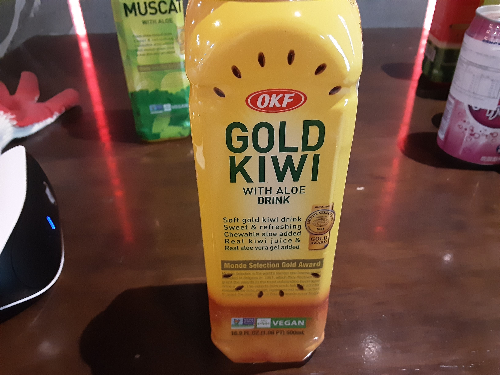 MUSCAT
WITH ALOE
OKF
GOLD
KIWI
WITH ALOE
DRINK
Soft gold kiwi drink
Sweet & refreshing
Chewable aloe added
Real kiwi juice &
Real aloe vera gel added
GOLD
Monde Selection Gold Award
VEGAN